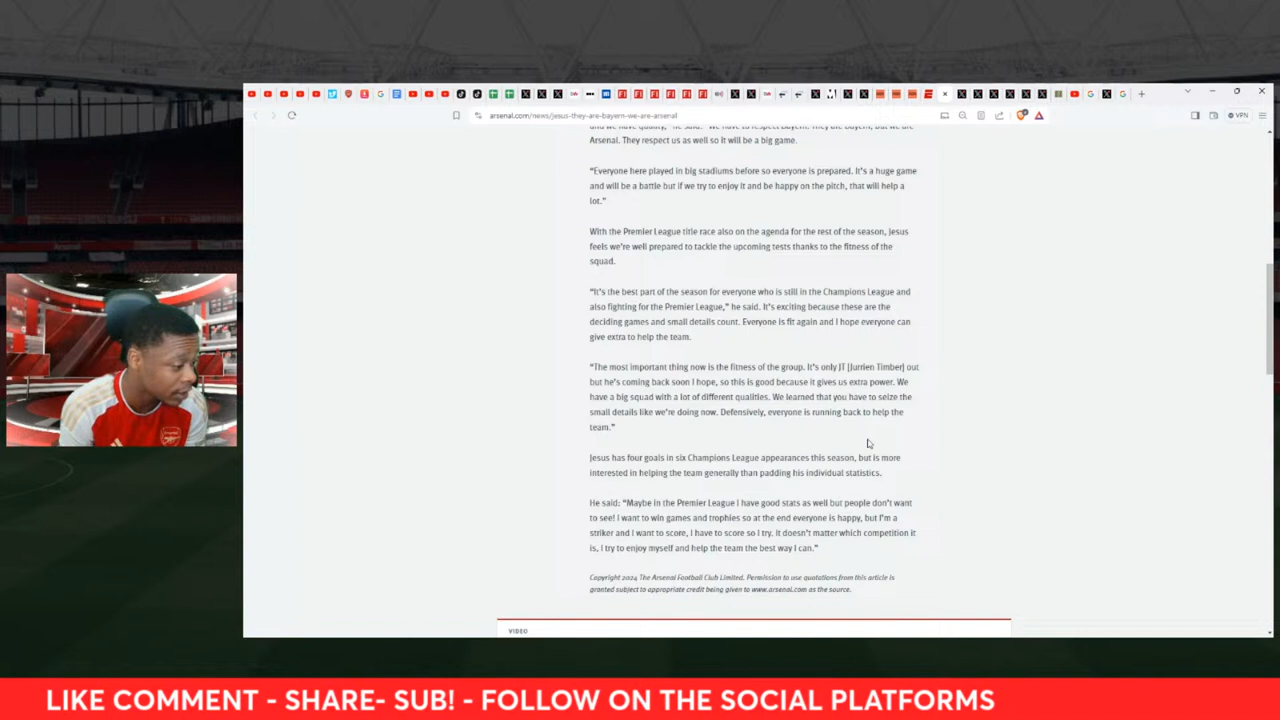 arsenal.com/news/jesus-they-are-bayern-we-are-arsenal
VPN
and we have quality," he said. "We have to respect Bayern. They are Bayern, but we are
Arsenal. They respect us as well so it will be a big game.
“Everyone here played in big stadiums before so everyone is prepared. It's a huge game
and will be a battle but if we try to enjoy it and be happy on the pitch, that will help a
lot.”
With the Premier League title race also on the agenda for the rest of the season, Jesus
feels we're well prepared to tackle the upcoming tests thanks to the fitness of the
squad.
“It's the best part of the season for everyone who is still in the Champions League and
also fighting for the Premier League,” he said. It's exciting because these are the
deciding games and small details count. Everyone is fit again and I hope everyone can
give extra to help the team.
“The most important thing now is the fitness of the group. It's only JT [Jurrien Timber] out
but he's coming back soon I hope, so this is good because it gives us extra power. We
have a big squad with a lot of different qualities. We learned that you have to seize the
small details like we're doing now. Defensively, everyone is running back to help the
team.”
Jesus has four goals in six Champions League appearances this season, but is more
interested in helping the team generally than padding his individual statistics.
He said: “Maybe in the Premier League I have good stats as well but people don't want
to see! I want to win games and trophies so at the end everyone is happy, but I'm a
striker and I want to score, I have to score so I try. It doesn't matter which competition it
is, I try to enjoy myself and help the team the best way I can.”
Copyright 2024 The Arsenal Football Club Limited. Permission to use quotations from this article is
granted subject to appropriate credit being given to www.arsenal.com as the source.
VIDEO
LIKE COMMENT - SHARE- SUB! - FOLLOW ON THE SOCIAL PLATFORMS